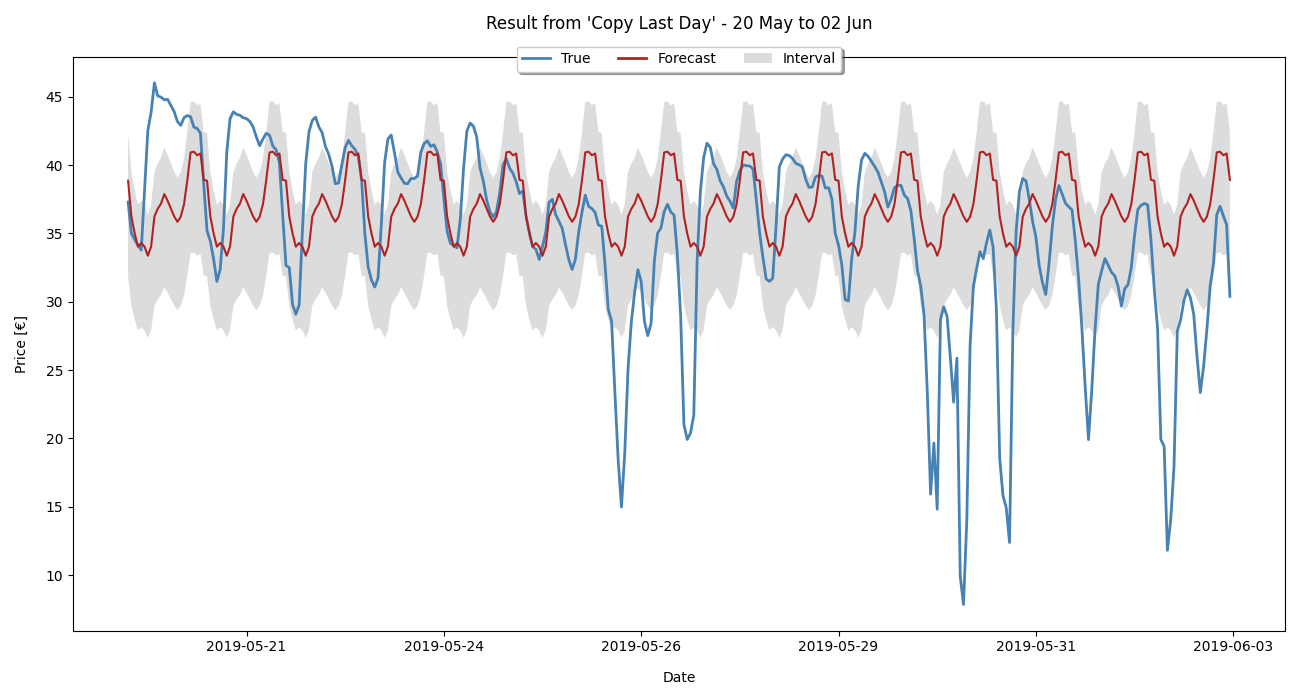 Result from 'Copy Last Day' - 20 May to 02 Jun
True Forecast Interval
45
40
35
30
25
20
15
10
Price [€]
2019-05-21 2019-05-24 2019-05-26 2019-05-29 2019-05-31 2019-06-03
Date